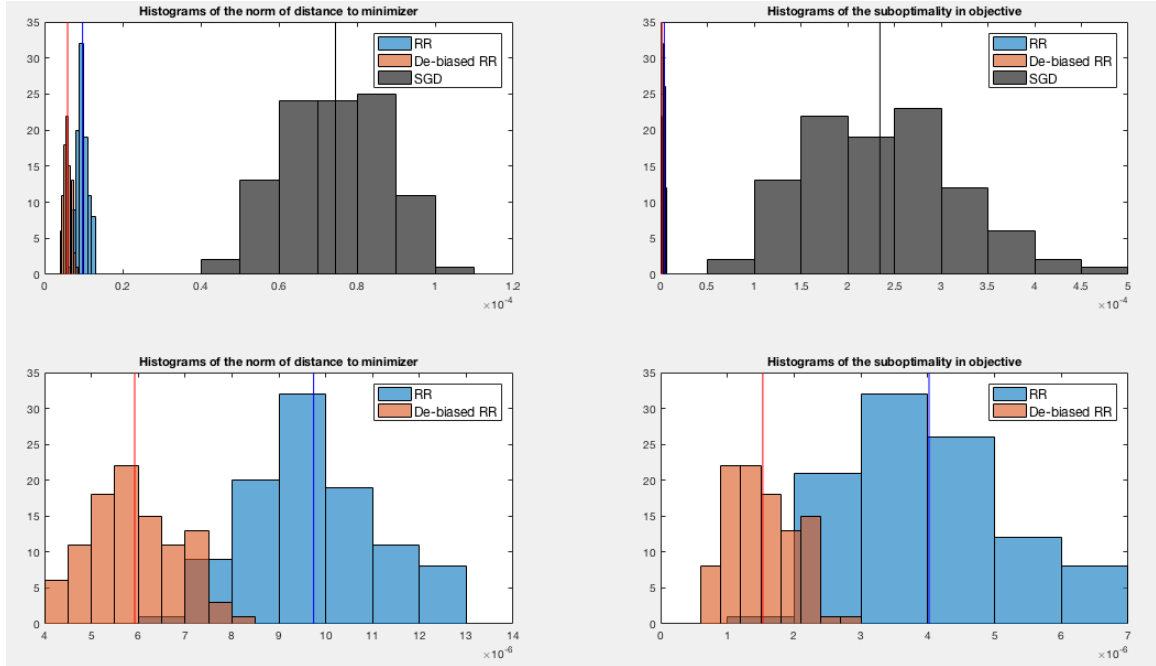 Histograms of the norm of distance to minimizer
35
30
25
20
15
10
5
0
RR
De-biased RR
SGD
0 0.2 0.4 0.6 0.8 1 1.2
×10-4
Histograms of the suboptimality in objective
35
30
25
20
15
10
5
0
RR
De-biased RR
SGD
0 0.5 1 1.5 2 2.5 3 3.5 4 4.5 5
×10-4
Histograms of the norm of distance to minimizer
35
30
25
20
15
10
5
0
RR
De-biased RR
4 5 6 7 8 9 10 11 12 13 14
×10-6
Histograms of the suboptimality in objective
35
30
25
20
15
10
5
0
RR
De-biased RR
0 1 2 3 4 5 6 7
×10-6